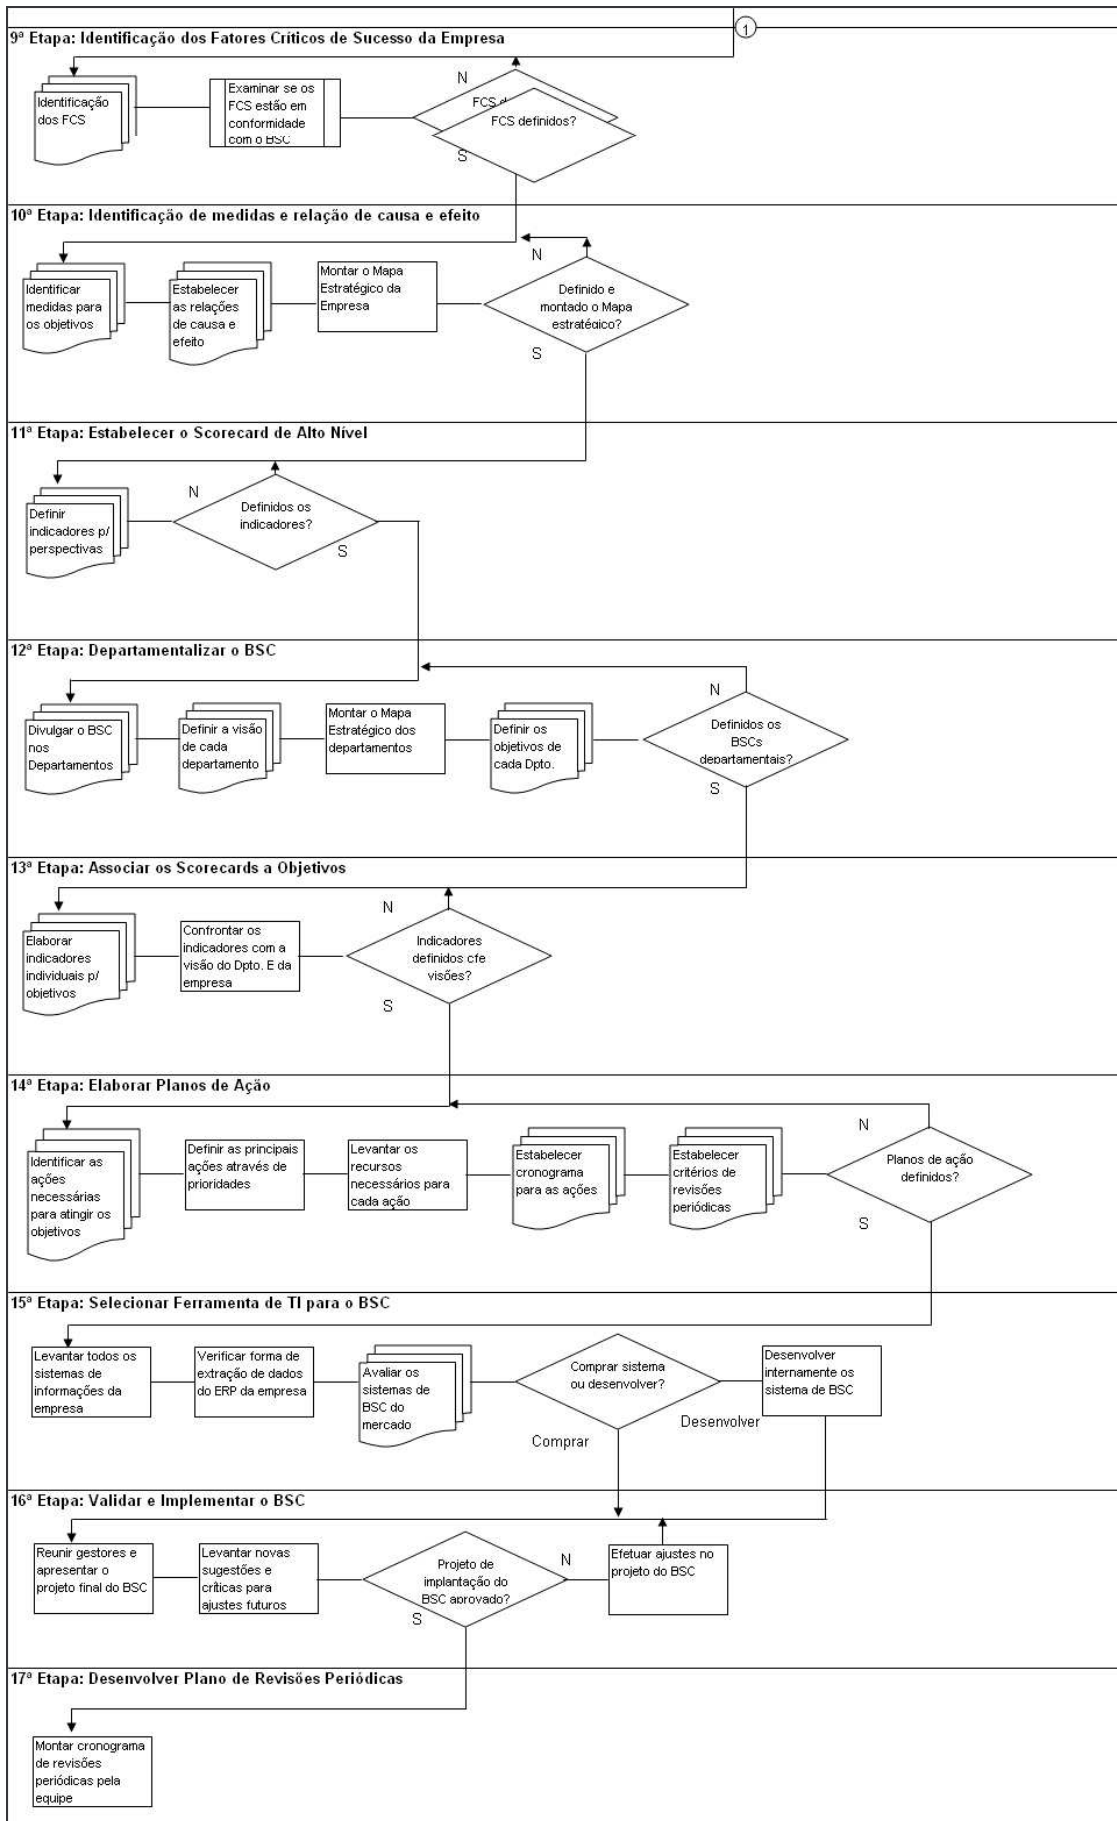 1
9ª Etapa: Identificação dos Fatores Críticos de Sucesso da Empresa
Identificação
dos FCS
Examinar se os
FCS estão em
conformidade
com o BSC
N
FCS d
FCS definidos?
S
10ª Etapa: Identificação de medidas e relação de causa e efeito
Identificar
medidas para
os objetivos
Estabelecer
as relações
de causa e
efeito
Montar o Mapa
Estratégico da
Empresa
N
Definido e
montado o Mapa
estratégico?
S
11ª Etapa: Estabelecer o Scorecard de Alto Nível
Definir
indicadores p/
perspectivas
N
Definidos os
indicadores?
S
12ª Etapa: Departamentalizar o BSC
Divulgar o BSC
nos
Departamentos
Definir a visão
de cada
departamento
Montar o Mapa
Estratégico dos
departamentos
Definir os
objetivos de
cada Dpto.
N
Definidos os
BSCs
departamentais?
S
13ª Etapa: Associar os Scorecards a Objetivos
Elaborar
indicadores
individuais p/
objetivos
Confrontar os
indicadores com a
visão do Dpto. E da
empresa
N
Indicadores
definidos cfe
visões?
S
14ª Etapa: Elaborar Planos de Ação
Identificar as
ações
necessárias
para atingir os
objetivos
Definir as principais
ações através de
prioridades
Levantar os
recursos
necessários para
cada ação
Estabelecer
cronograma
para as ações
Estabelecer
critérios de
revisões
periódicas
N
Planos de ação
definidos?
S
15ª Etapa: Selecionar Ferramenta de TI para o BSC
Levantar todos os
sistemas de
informações da
empresa
Verificar forma de
extração de dados
do ERP da empresa
Avaliar os
sistemas de
BSC do
mercado
Comprar sistema
ou desenvolver?
Desenvolver
internamente os
sistema de BSC
Desenvolver
Comprar
16ª Etapa: Validar e Implementar o BSC
Reunir gestores e
apresentar o
projeto final do BSC
Levantar novas
sugestões e
críticas para
ajustes futuros
Projeto de
implantação do
BSC aprovado?
N
S
Efetuar ajustes no
projeto do BSC
17ª Etapa: Desenvolver Plano de Revisões Periódicas
Montar cronograma
de revisões
periódicas pela
equipe